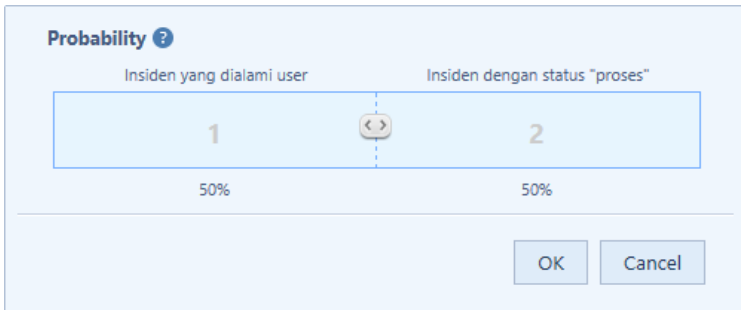 Probability ?
Insiden yang dialami user Insiden dengan status "proses"
1 2
50% 50%
OK Cancel